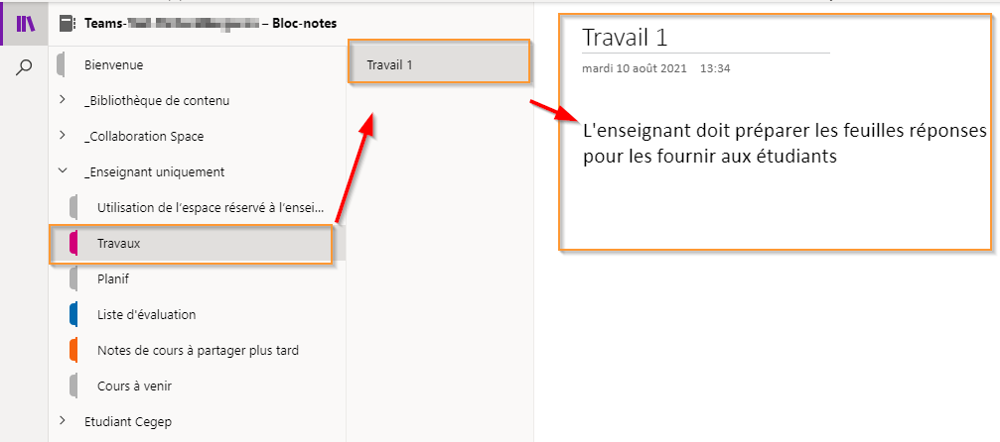 Teams- – Bloc-notes
Bienvenue
_Bibliothèque de contenu
_Collaboration Space
_Enseignant uniquement
Utilisation de l'espace réservé à l'ensei...
Travaux
Planif
Liste d'évaluation
Notes de cours à partager plus tard
Cours à venir
Etudiant Cegep
Travail 1
Travail 1
mardi 10 août 2021 13:34
L'enseignant doit préparer les feuilles réponses
pour les fournir aux étudiants